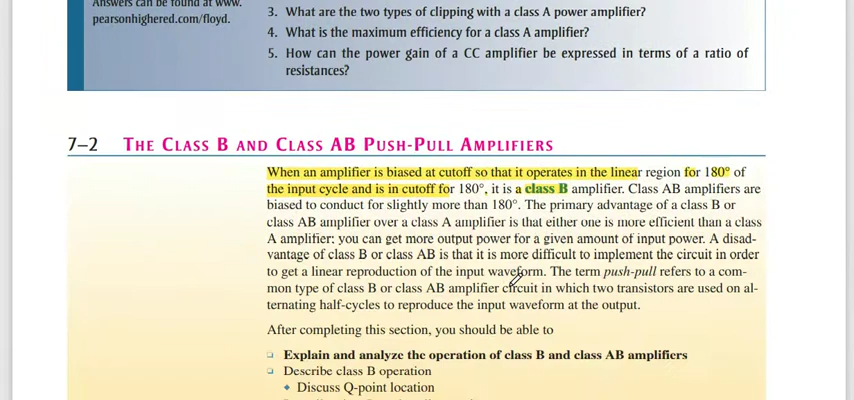 Answers can be found at www.
pearsonhighered.com/floyd.
3. What are the two types of clipping with a class A power amplifier?
4. What is the maximum efficiency for a class A amplifier?
5. How can the power gain of a CC amplifier be expressed in terms of a ratio of
resistances?
7–2 THE CLASS B AND CLASS AB PUSH-PULL AMPLIFIERS
When an amplifier is biased at cutoff so that it operates in the linear region for 180° of
the input cycle and is in cutoff for 180°, it is a class B amplifier. Class AB amplifiers are
biased to conduct for slightly more than 180°. The primary advantage of a class B or
class AB amplifier over a class A amplifier is that either one is more efficient than a class
A amplifier; you can get more output power for a given amount of input power. A disad-
vantage of class B or class AB is that it is more difficult to implement the circuit in order
to get a linear reproduction of the input waveform. The term push-pull refers to a com-
mon type of class B or class AB amplifier circuit in which two transistors are used on al-
ternating half-cycles to reproduce the input waveform at the output.
After completing this section, you should be able to
❏ Explain and analyze the operation of class B and class AB amplifiers
❏ Describe class B operation
◆ Discuss Q-point location